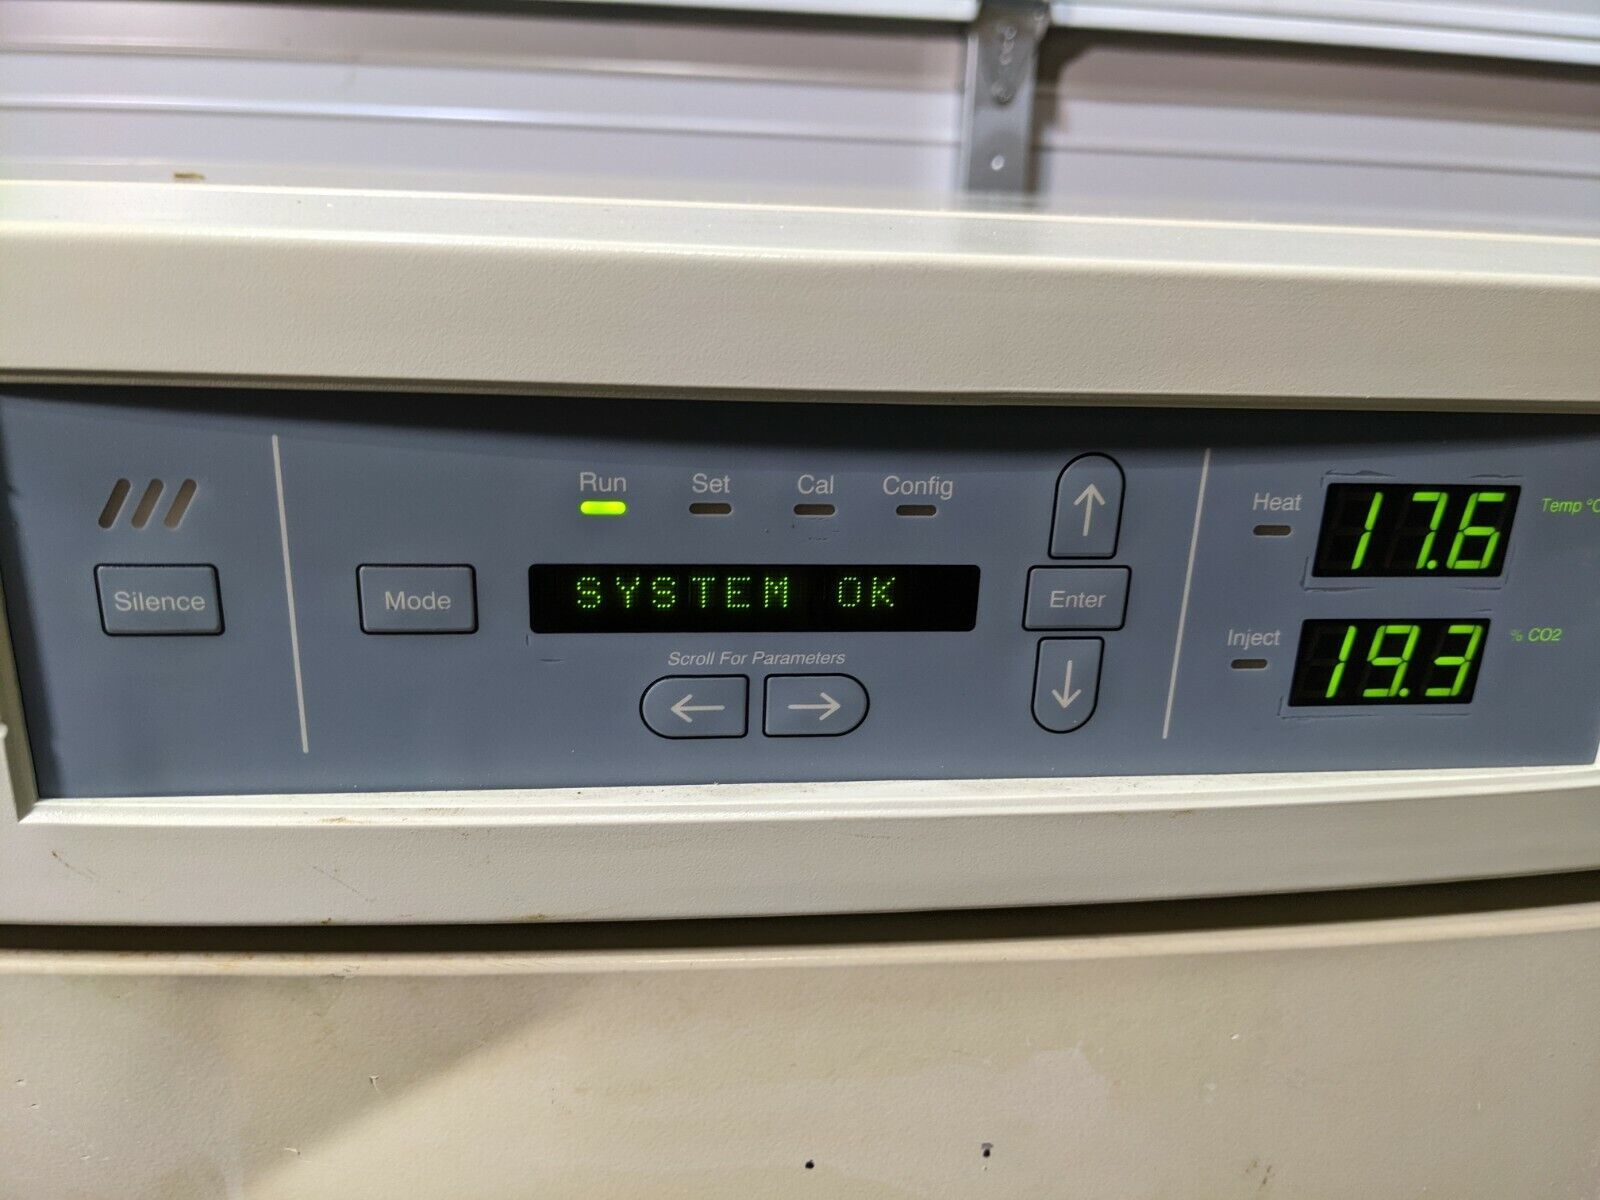 Silence
Mode
Run
Set
Cal
Config
SYSTEM OK
Scroll For Parameters
Enter
Heat
17.6
Temp °C
Inject
19.3
% CO2